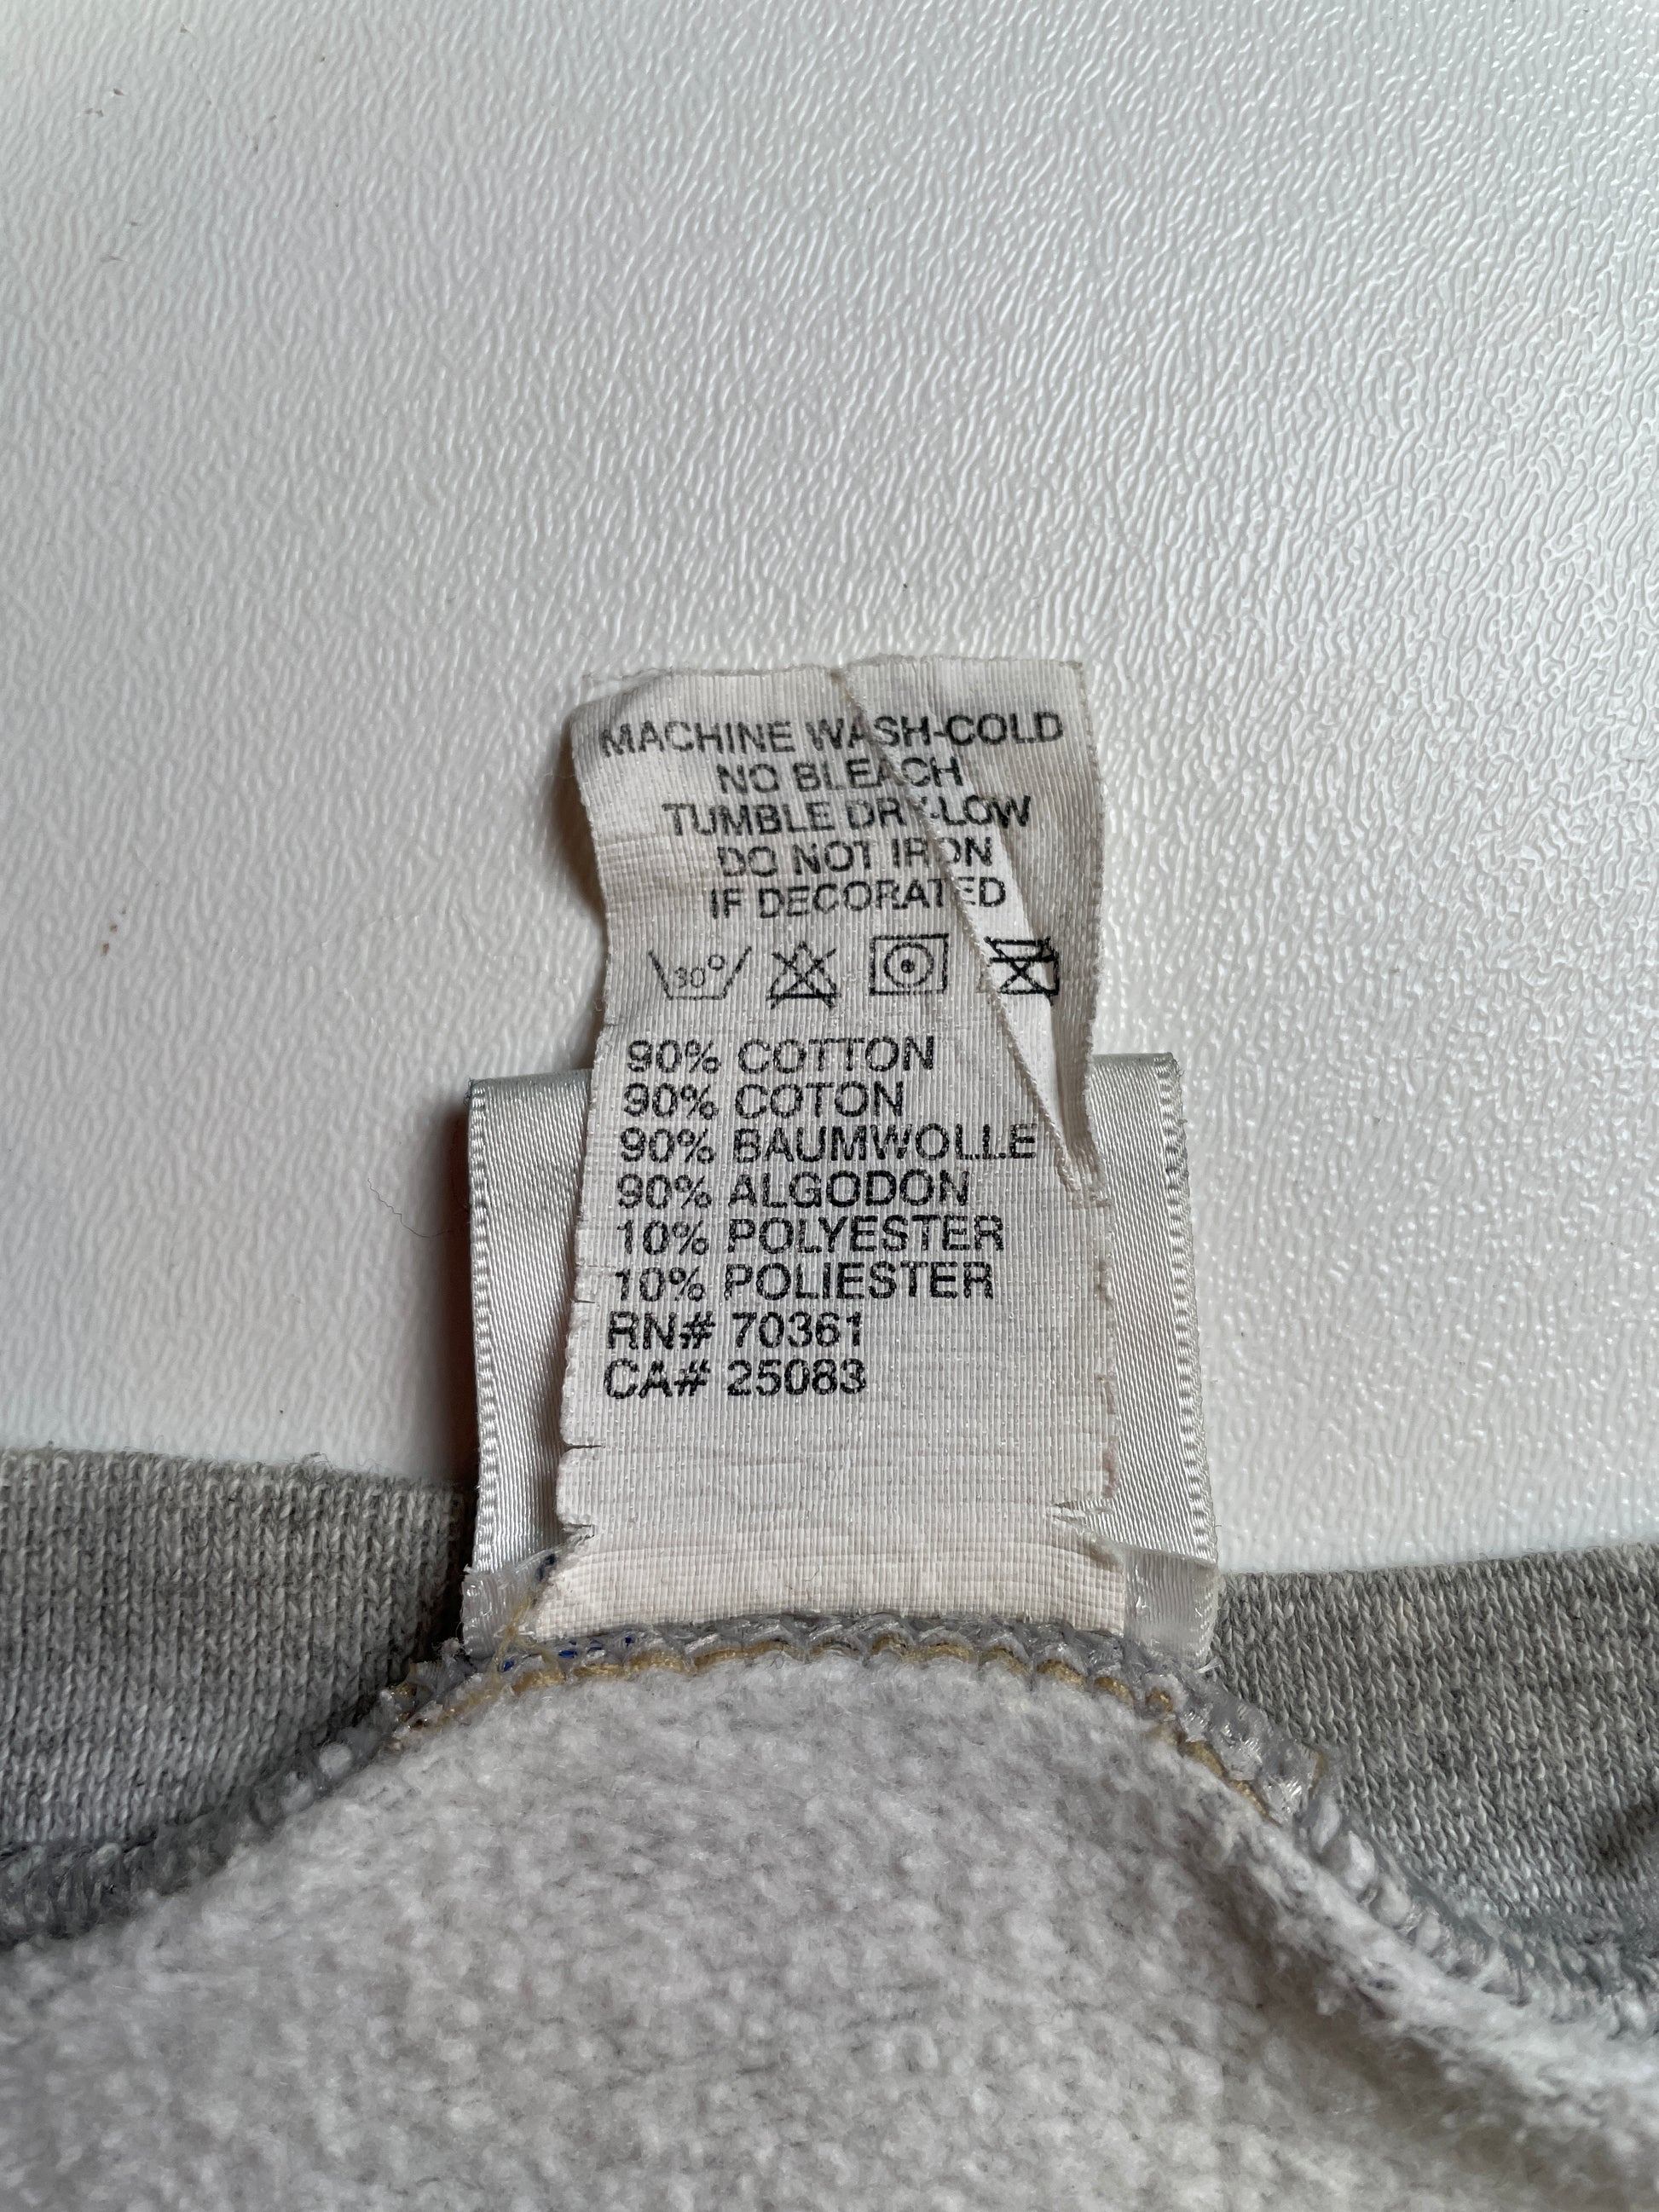 MACHINE WASH-COLD
NO BLEACH
TUMBLE DRY-LOW
DO NOT IRON
IF DECORATED
30°
90% COTTON
90% COTON
90% BAUMWOLLE
90% ALGODON
10% POLYESTER
10% POLIESTER
RN# 70361
CA# 25083